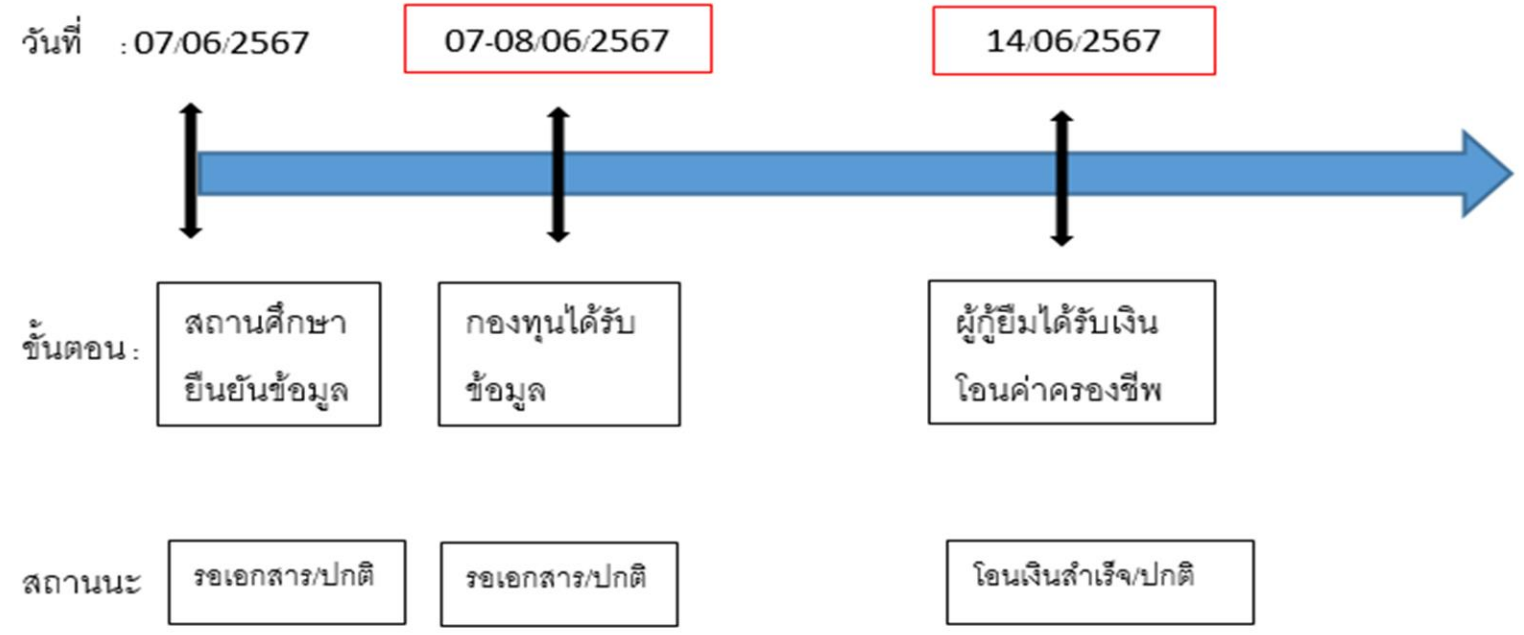 วันที่ : 07/06/2567 07-08/06/2567 14/06/2567
ขั้นตอน :
สถานศึกษา
ยืนยันข้อมูล
กองทุนได้รับ
ข้อมูล
ผู้กู้ยืมได้รับเงิน
โอนค่าครองชีพ
สถานนะ รอเอกสาร/ปกติ รอเอกสาร/ปกติ โอนเงินสำเร็จ/ปกติ